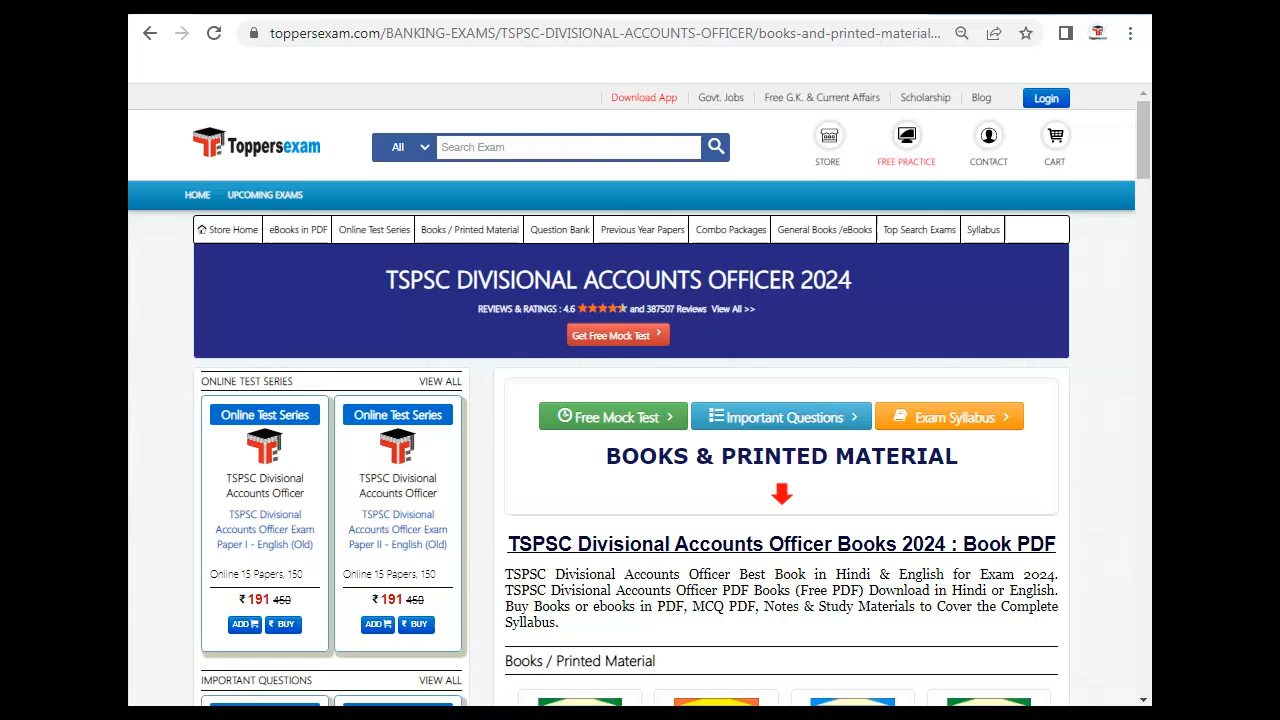 toppersexam.com/BANKING-EXAMS/TSPSC-DIVISIONAL-ACCOUNTS-OFFICER/books-and-printed-material...
Download App
Govt. Jobs
Free G.K. & Current Affairs
Scholarship
Blog
Login
Toppersexam
All
Search Exam
STORE
FREE PRACTICE
CONTACT
CART
HOME
UPCOMING EXAMS
Store Home
eBooks in PDF
Online Test Series
Books / Printed Material
Question Bank
Previous Year Papers
Combo Packages
General Books /eBooks
Top Search Exams
Syllabus
TSPSC DIVISIONAL ACCOUNTS OFFICER 2024
REVIEWS & RATINGS : 4.6 and 387507 Reviews View All >>
Get Free Mock Test
ONLINE TEST SERIES
VIEW ALL
Online Test Series
TSPSC Divisional
Accounts Officer
TSPSC Divisional
Accounts Officer Exam
Paper I - English (Old)
Online 15 Papers, 150
₹ 191 450
ADD
₹ BUY
Online Test Series
TSPSC Divisional
Accounts Officer
TSPSC Divisional
Accounts Officer Exam
Paper II - English (Old)
Online 15 Papers, 150
₹ 191 450
ADD
₹ BUY
IMPORTANT QUESTIONS
VIEW ALL
Free Mock Test
Important Questions
Exam Syllabus
BOOKS & PRINTED MATERIAL
TSPSC Divisional Accounts Officer Books 2024 : Book PDF
TSPSC Divisional Accounts Officer Best Book in Hindi & English for Exam 2024.
TSPSC Divisional Accounts Officer PDF Books (Free PDF) Download in Hindi or English.
Buy Books or ebooks in PDF, MCQ PDF, Notes & Study Materials to Cover the Complete
Syllabus.
Books / Printed Material